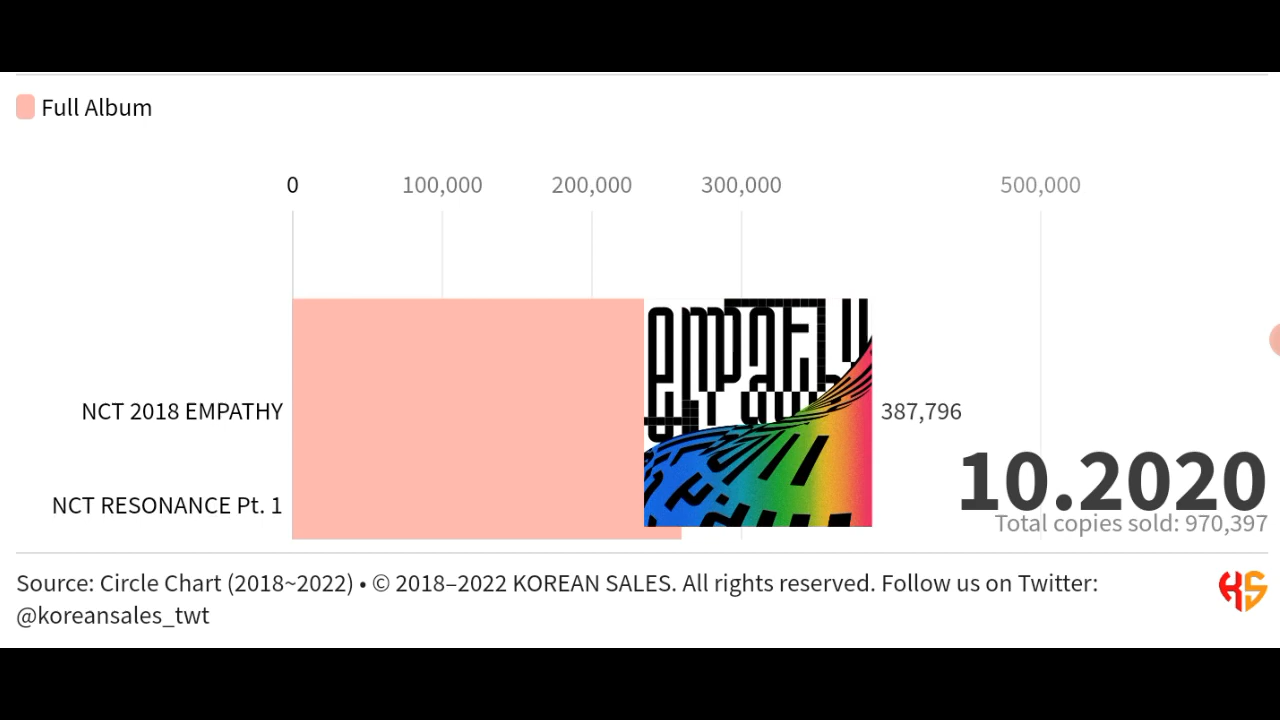 Full Album
0 100,000 200,000 300,000 500,000
empathy
NCT 2018 EMPATHY 387,796
10.2020
NCT RESONANCE Pt. 1
Total copies sold: 970,397
Source: Circle Chart (2018~2022) • © 2018–2022 KOREAN SALES. All rights reserved. Follow us on Twitter:
@koreansales_twt
KS